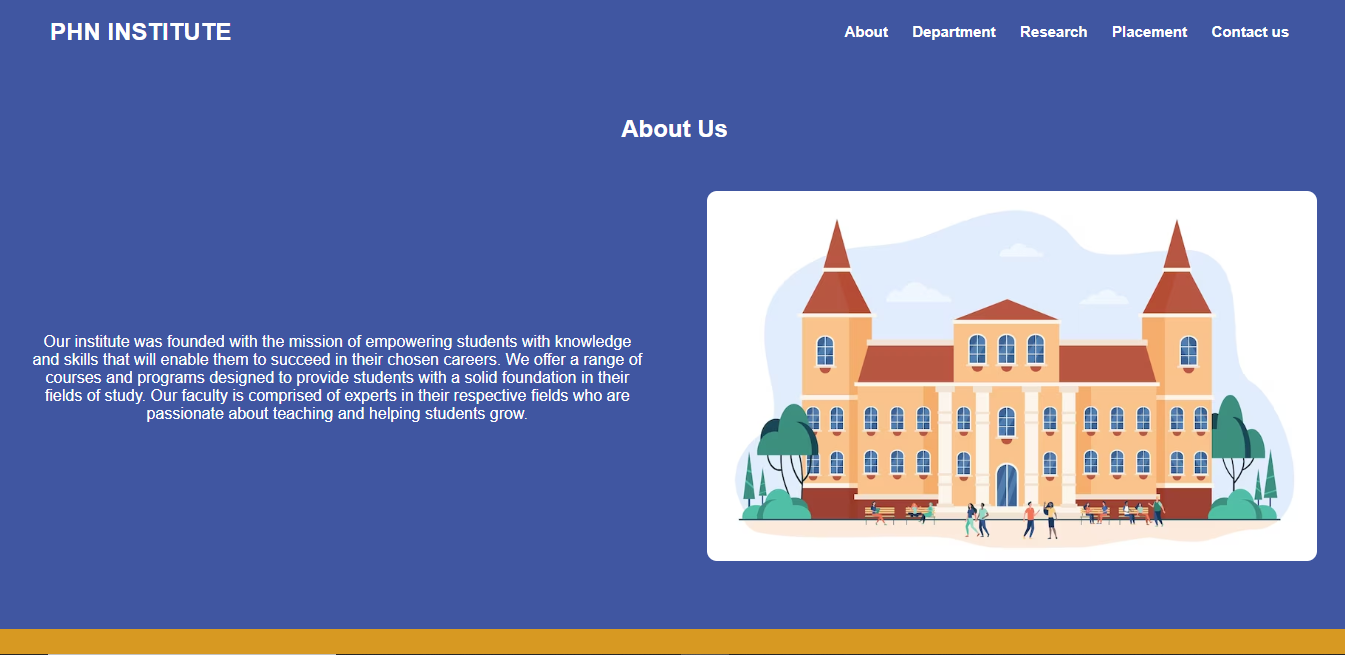 PHN INSTITUTE
About Department Research Placement Contact us
About Us
Our institute was founded with the mission of empowering students with knowledge
and skills that will enable them to succeed in their chosen careers. We offer a range of
courses and programs designed to provide students with a solid foundation in their
fields of study. Our faculty is comprised of experts in their respective fields who are
passionate about teaching and helping students grow.